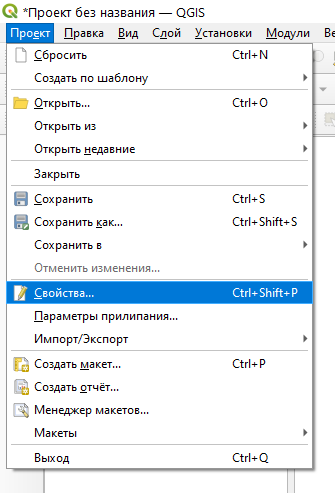 *Проект без названия — QGIS
Проект Правка Вид Слой Установки Модули Ве
Сбросить Ctrl+N
Создать по шаблону
Открыть... Ctrl+O
Открыть из
Открыть недавние
Закрыть
Сохранить Ctrl+S
Сохранить как... Ctrl+Shift+S
Сохранить в
Отменить изменения...
Свойства... Ctrl+Shift+P
Параметры прилипания...
Импорт/Экспорт
Создать макет... Ctrl+P
Создать отчёт...
Менеджер макетов...
Макеты
Выход Ctrl+Q